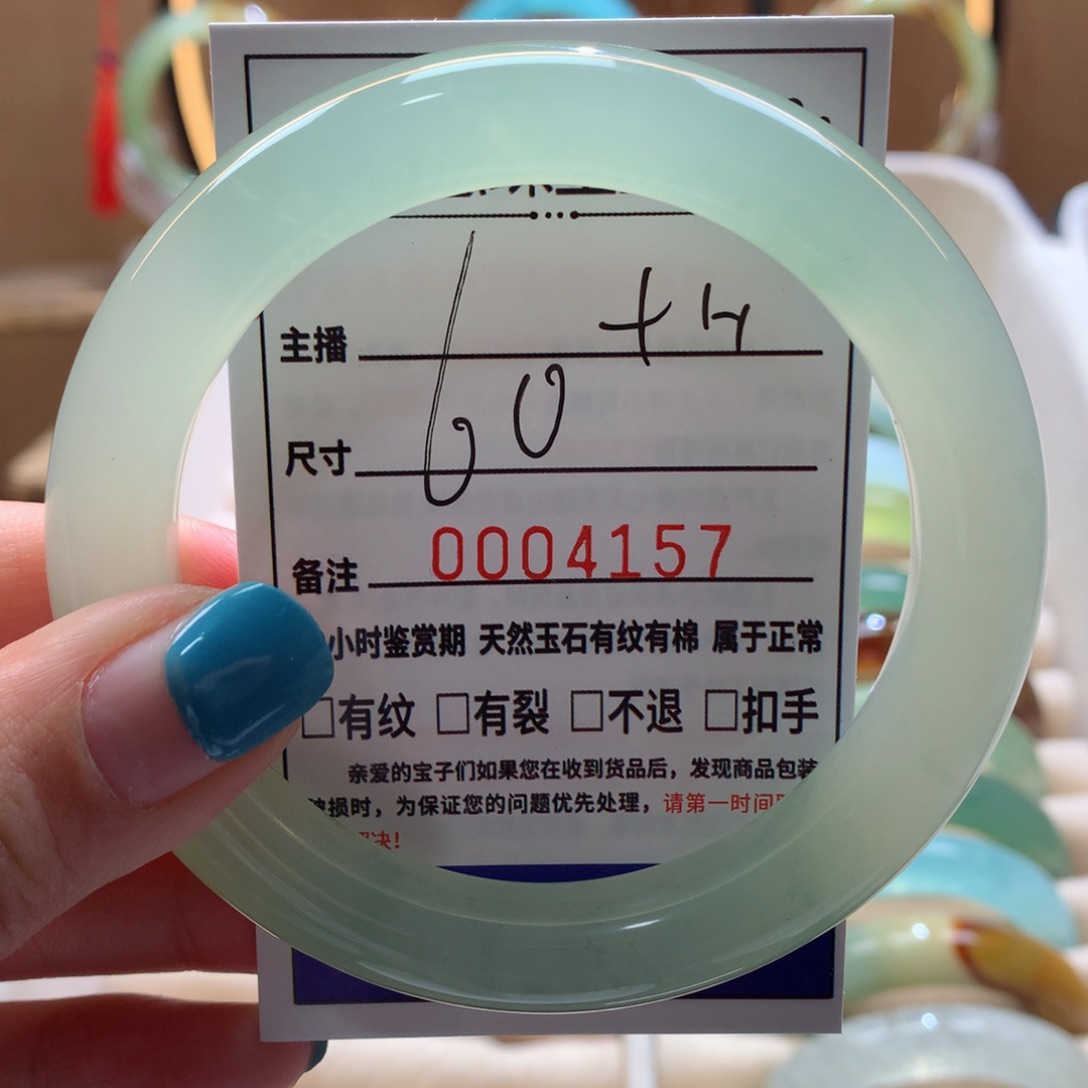 主播
尺寸 60
备注 0004157
小时鉴赏期 天然玉石有纹有棉 属于正常
□有纹 □有裂 □不退 □扣手
亲爱的宝子们如果您在收到货品后，发现商品包装
损时，为保证您的问题优先处理，请第一时间
决！